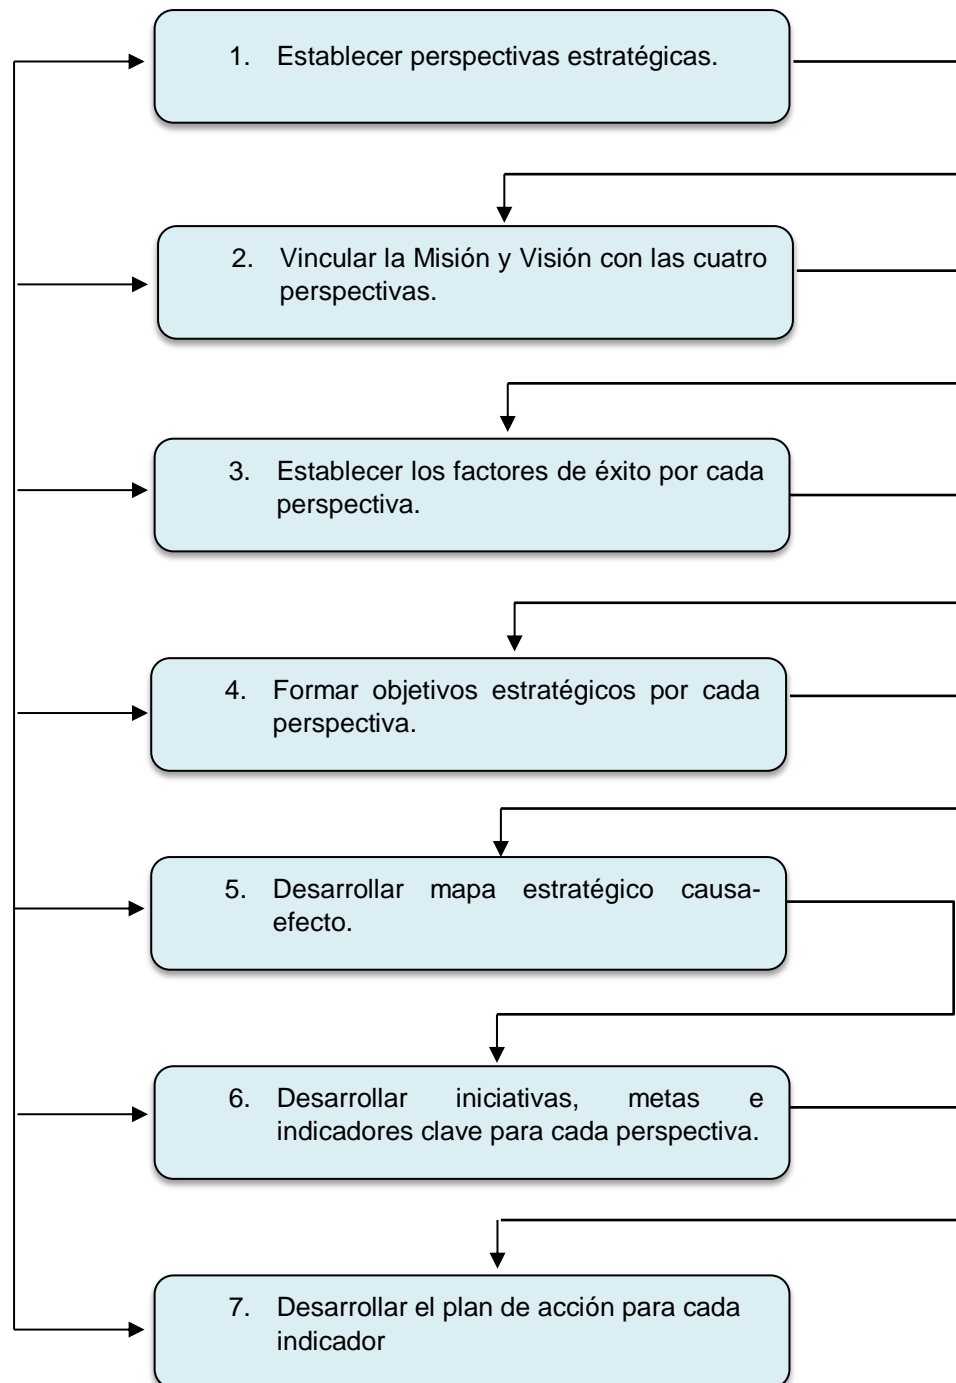 1. Establecer perspectivas estratégicas.
2. Vincular la Misión y Visión con las cuatro
perspectivas.
3. Establecer los factores de éxito por cada
perspectiva.
4. Formar objetivos estratégicos por cada
perspectiva.
5. Desarrollar mapa estratégico causa-
efecto.
6. Desarrollar iniciativas, metas e
indicadores clave para cada perspectiva.
7. Desarrollar el plan de acción para cada
indicador